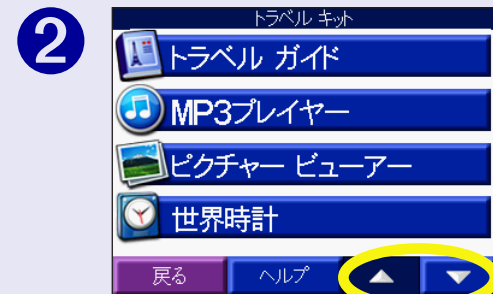 2
トラベル キット
トラベル ガイド
MP3プレイヤー
ピクチャー ビューアー
世界時計
戻る ヘルプ